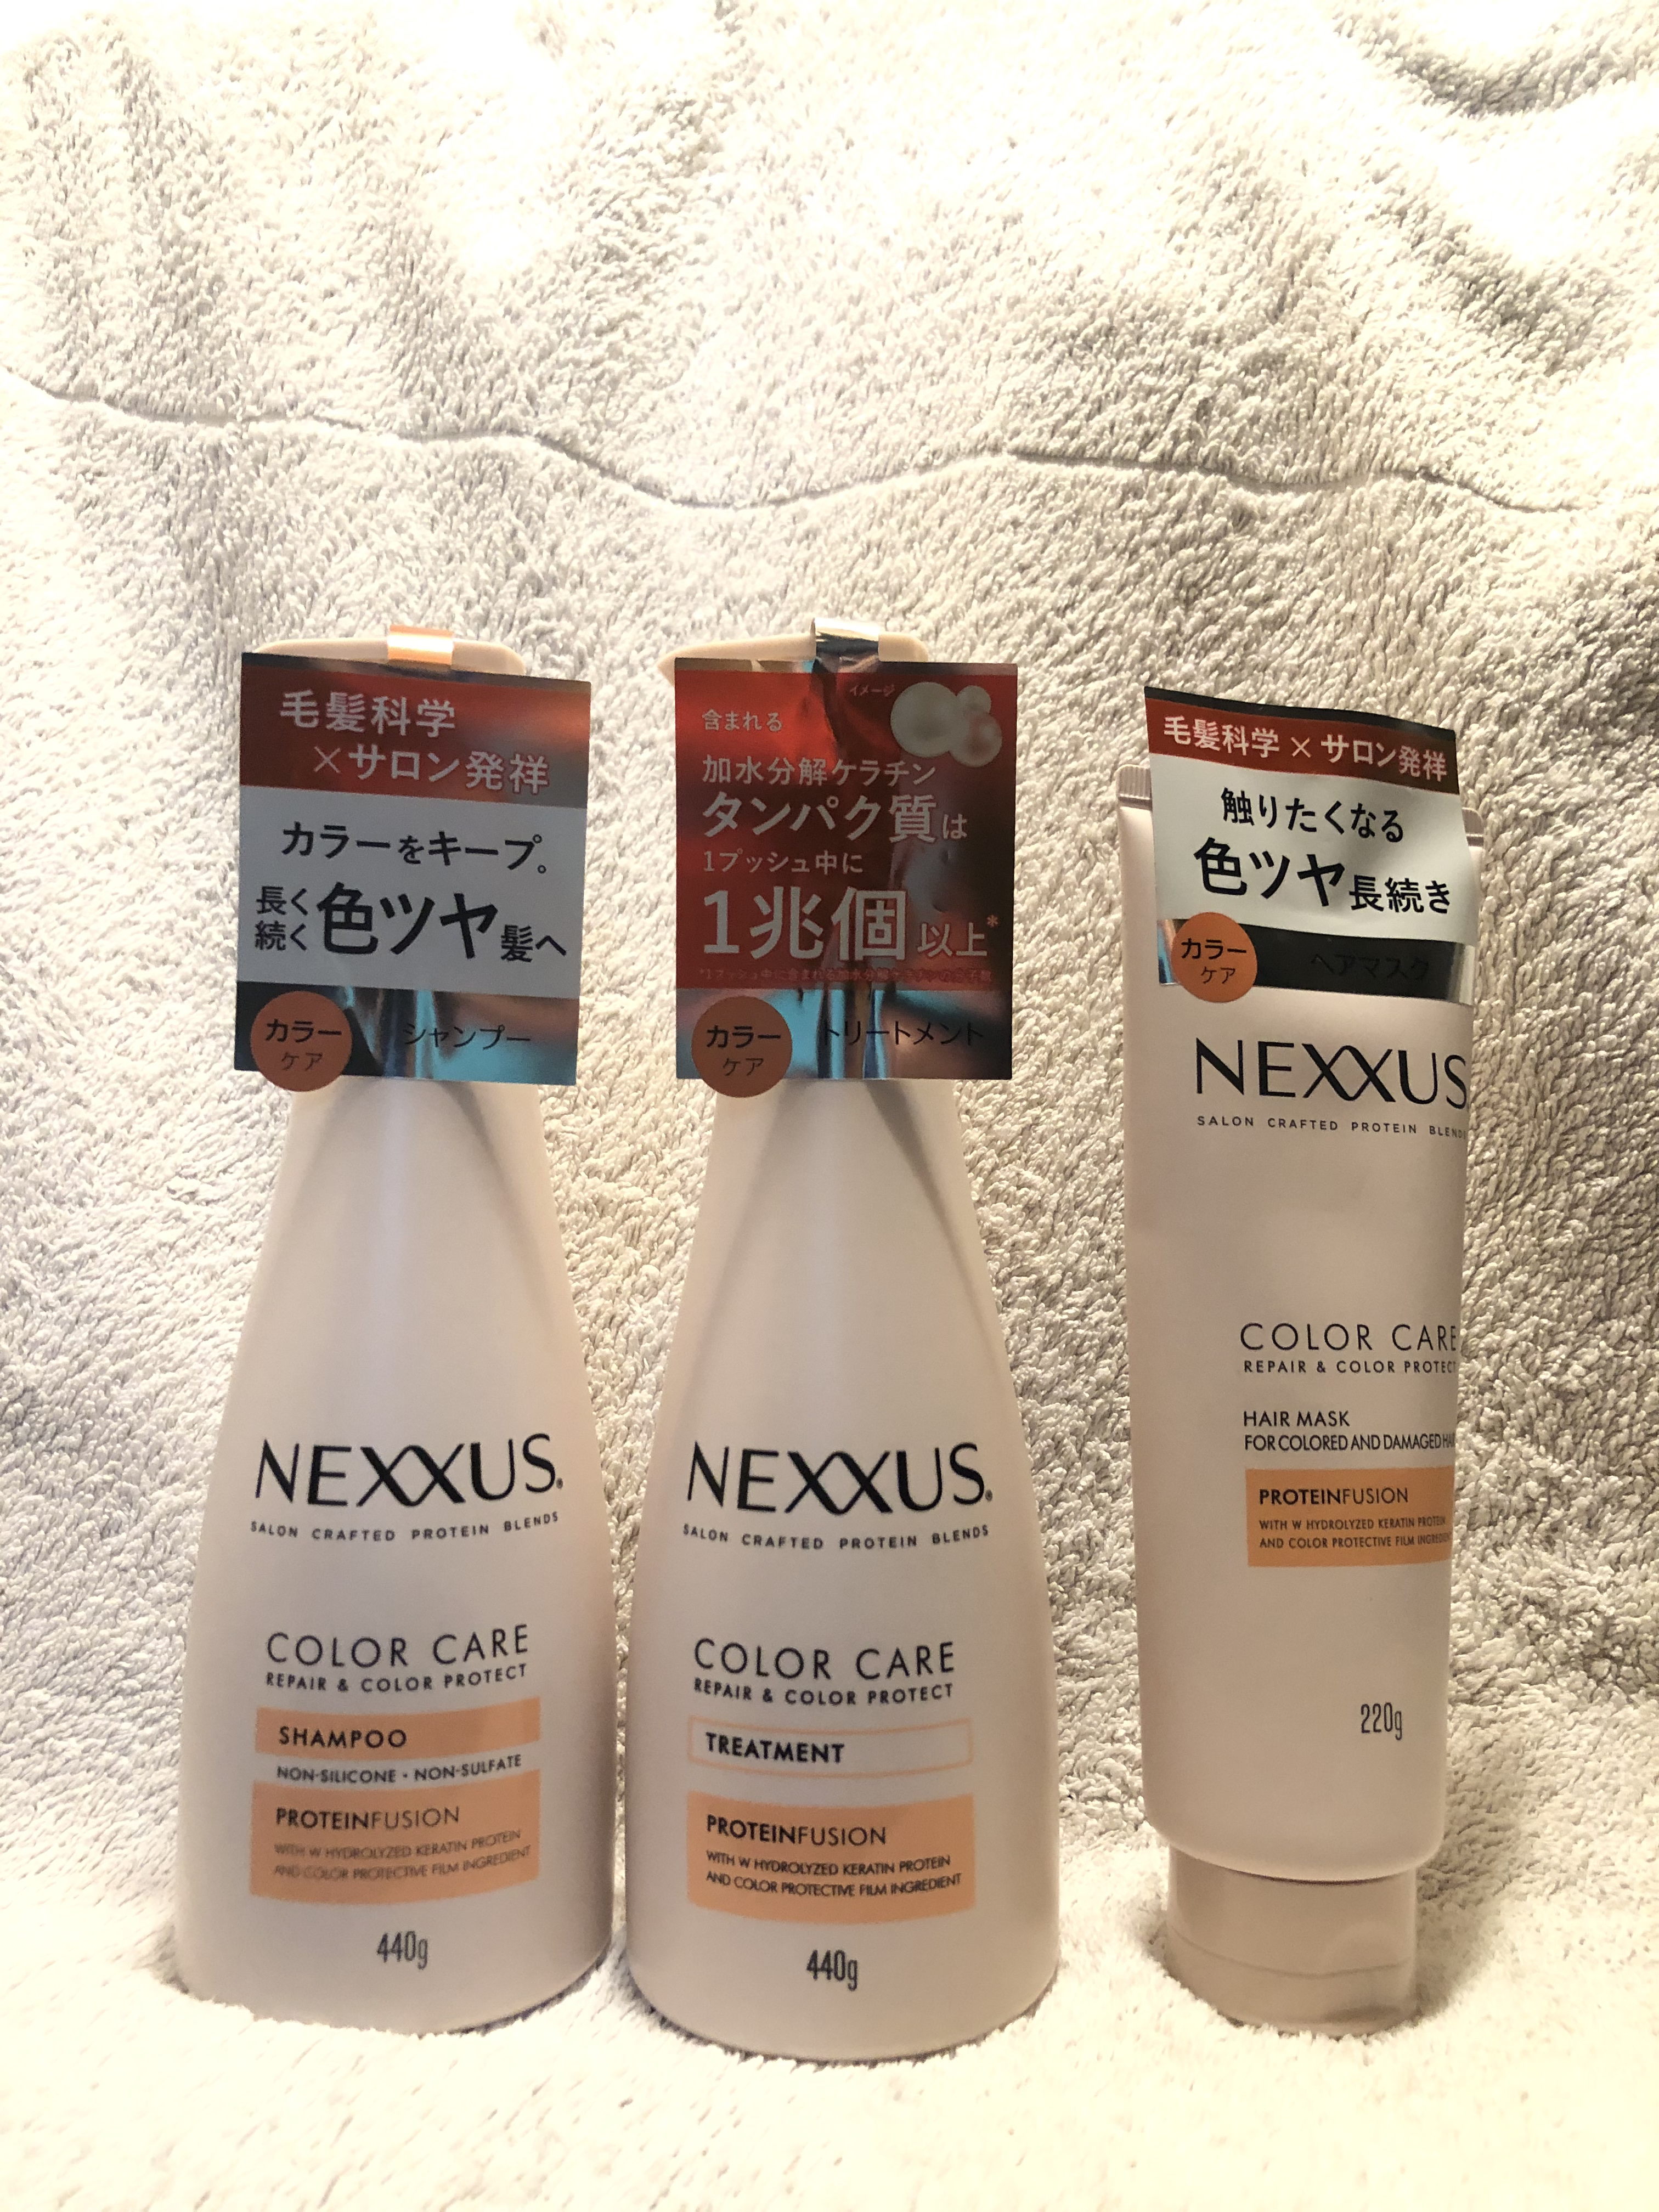 毛髪科学
×サロン発祥
カラーをキープ。
長く
続く
色ツヤ髪へ
カラー
ケア
シャンプー
NEXXUS.
SALON CRAFTED PROTEIN BLENDS
COLOR CARE
REPAIR & COLOR PROTECT
SHAMPOO
NON-SILICONE • NON-SULFATE
PROTEINFUSION
WITH W HYDROLYZED KERATIN PROTEIN
AND COLOR PROTECTIVE FILM INGREDIENT
440g
イメージ
含まれる
加水分解ケラチン
タンパク質は
1プッシュ中に
1兆個以上*
カラー
ケア
トリートメント
NEXXUS.
SALON CRAFTED PROTEIN BLENDS
COLOR CARE
REPAIR & COLOR PROTECT
TREATMENT
PROTEINFUSION
WITH W HYDROLYZED KERATIN PROTEIN
AND COLOR PROTECTIVE FILM INGREDIENT
440g
毛髪科学×サロン発祥
触りたくなる
色ツヤ長続き
カラー
ケア
ヘアマスク
NEXXUS
SALON CRAFTED PROTEIN BLENDS
COLOR CARE
REPAIR & COLOR PROTECT
HAIR MASK
FOR COLORED AND DAMAGED HAI
PROTEINFUSION
WITH W HYDROLYZED KERATIN PROTEIN
AND COLOR PROTECTIVE FILM INGREDI
220g